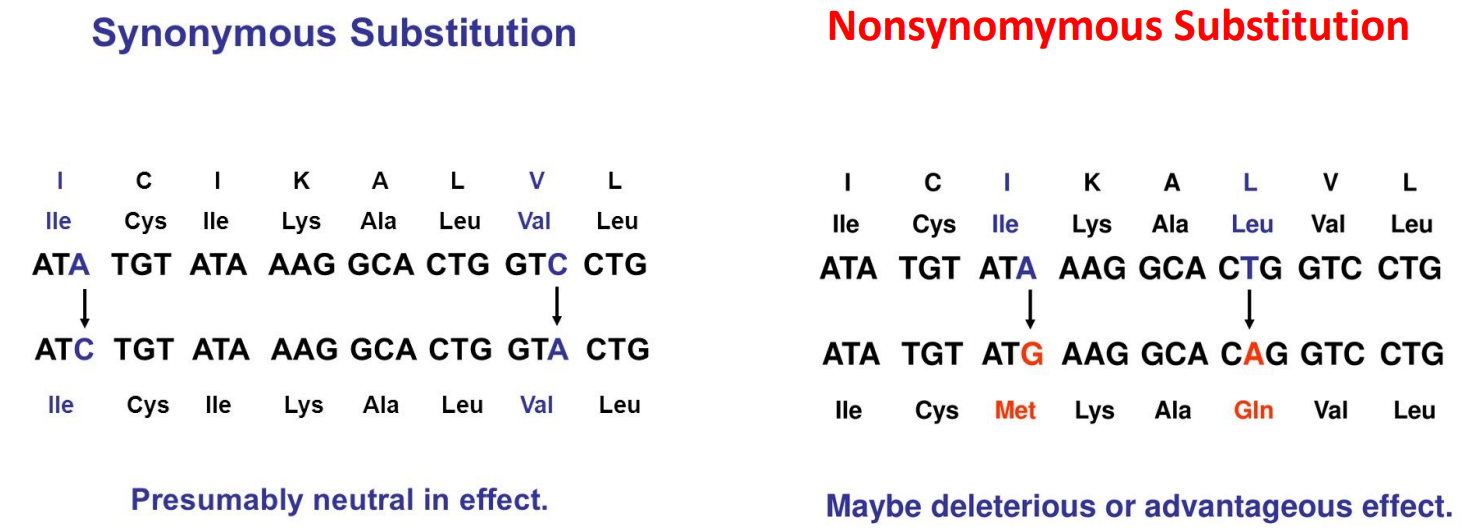 Synonymous Substitution
I C I K A L V L
Ile Cys Ile Lys Ala Leu Val Leu
ATA TGT ATA AAG GCA CTG GTC CTG
ATC TGT ATA AAG GCA CTG GTA CTG
Ile Cys Ile Lys Ala Leu Val Leu
Presumably neutral in effect.
Nonsynomymous Substitution
I C I K A L V L
Ile Cys Ile Lys Ala Leu Val Leu
ATA TGT ATA AAG GCA CTG GTC CTG
ATA TGT ATG AAG GCA CAG GTC CTG
Ile Cys Met Lys Ala Gln Val Leu
Maybe deleterious or advantageous effect.